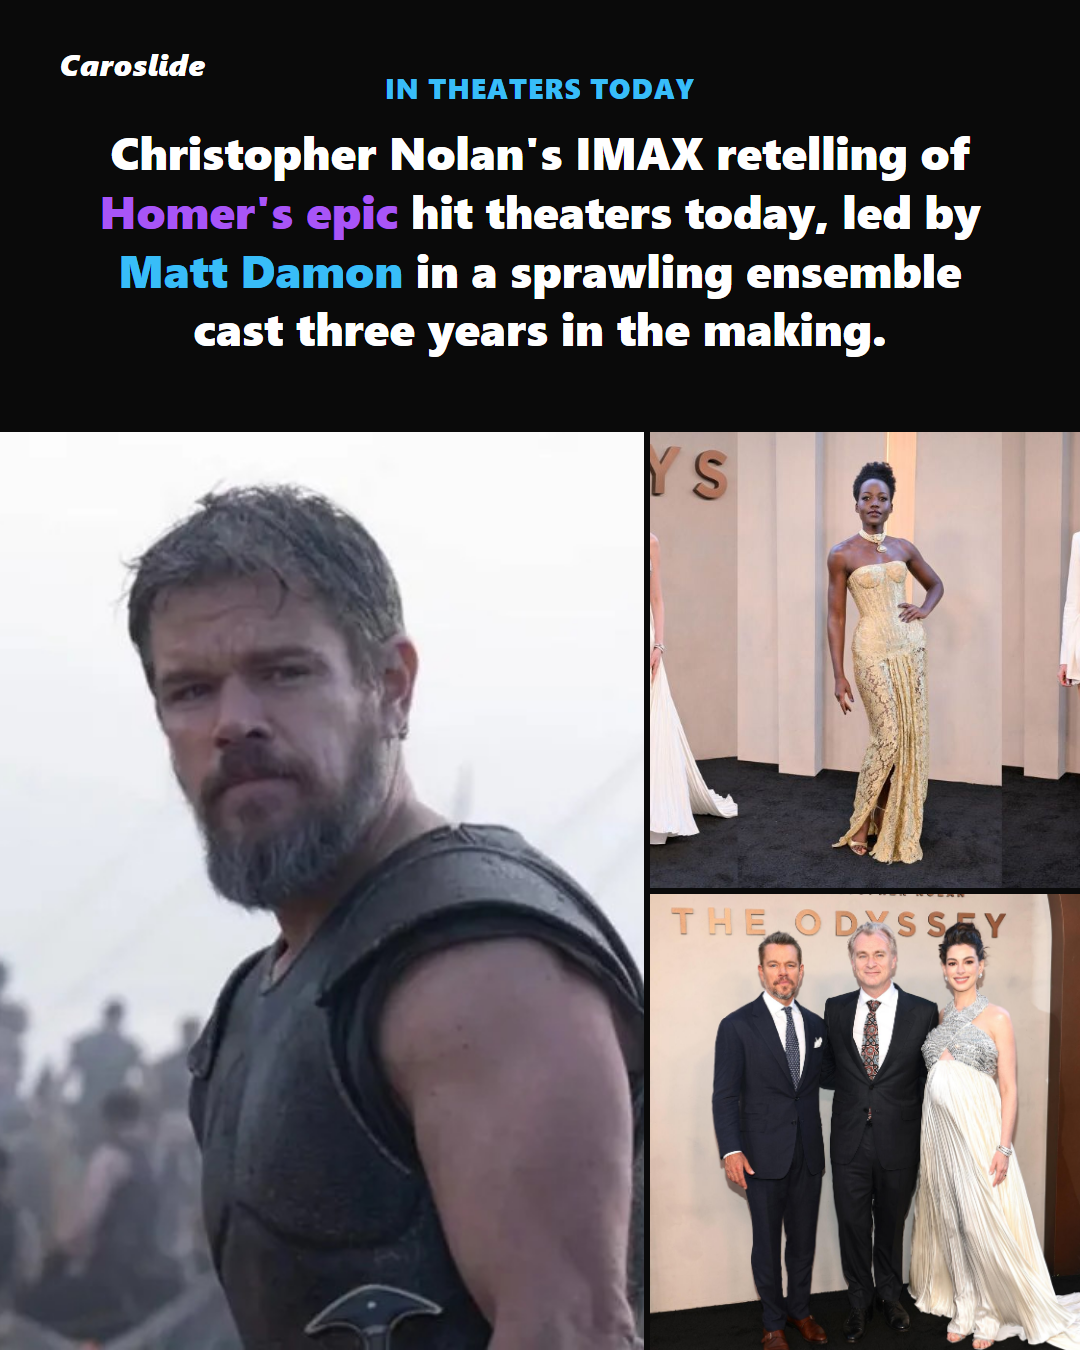 Caroslide
IN THEATERS TODAY
Christopher Nolan's IMAX retelling of
Homer's epic hit theaters today, led by
Matt Damon in a sprawling ensemble
cast three years in the making.
YS
THE ODYSSEY